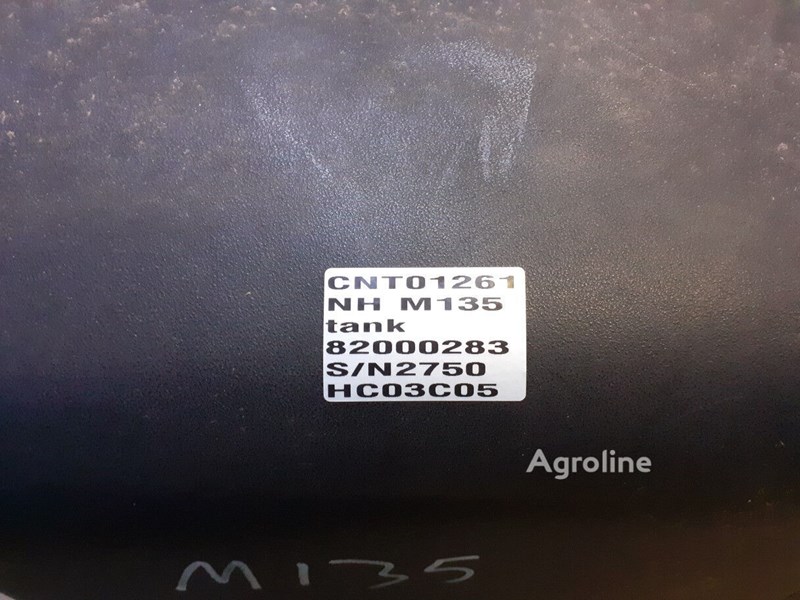 CNT01261
NH M135
tank
82000283
S/N2750
HC03C05
Agroline
M135